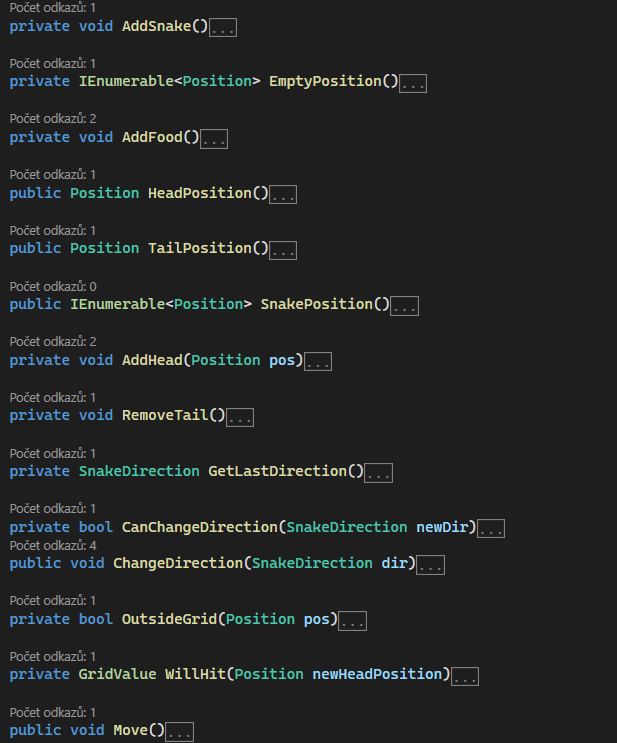 Počet odkazů: 1
private void AddSnake()...
Počet odkazů: 1
private IEnumerable<Position> EmptyPosition()...
Počet odkazů: 2
private void AddFood()...
Počet odkazů: 1
public Position HeadPosition()...
Počet odkazů: 1
public Position TailPosition()...
Počet odkazů: 0
public IEnumerable<Position> SnakePosition()...
Počet odkazů: 2
private void AddHead(Position pos)...
Počet odkazů: 1
private void RemoveTail()...
Počet odkazů: 1
private SnakeDirection GetLastDirection()...
Počet odkazů: 1
private bool CanChangeDirection(SnakeDirection newDir)...
Počet odkazů: 4
public void ChangeDirection(SnakeDirection dir)...
Počet odkazů: 1
private bool OutsideGrid(Position pos)...
Počet odkazů: 1
private GridValue WillHit(Position newHeadPosition)...
Počet odkazů: 1
public void Move()...